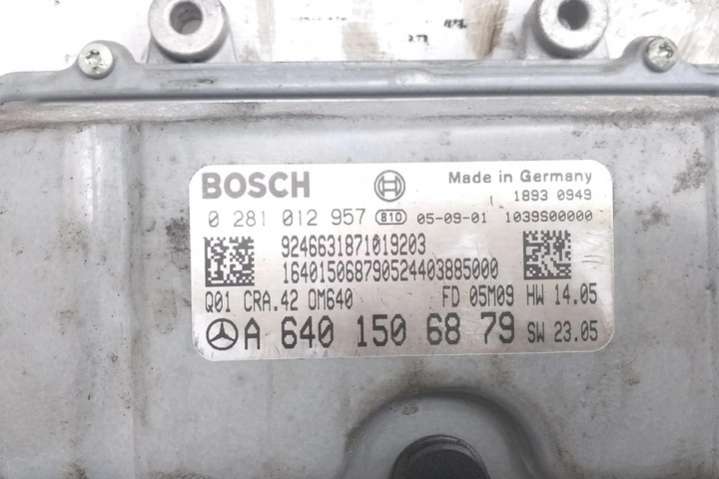 BOSCH Made in Germany
1893 0949
0 281 012 957 810 05-09-01 1039S00000
9246631871019203
164015068790524403885000
Q01 CRA.42 OM640 FD 05M09 HW 14.05
A 640 150 68 79 SW 23.05